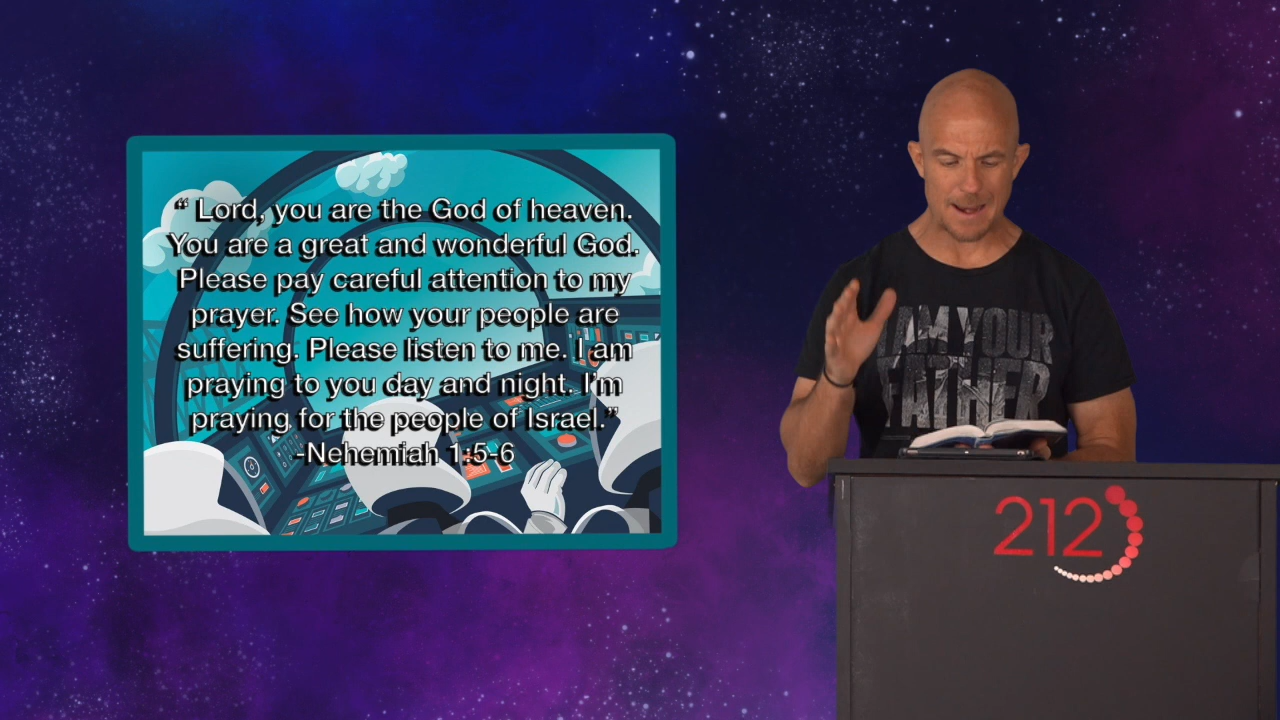 “ Lord, you are the God of heaven.
You are a great and wonderful God.
Please pay careful attention to my
prayer. See how your people are
suffering. Please listen to me. I am
praying to you day and night. I'm
praying for the people of Israel.”
-Nehemiah 1:5-6
I AM YOUR
FATHER
212